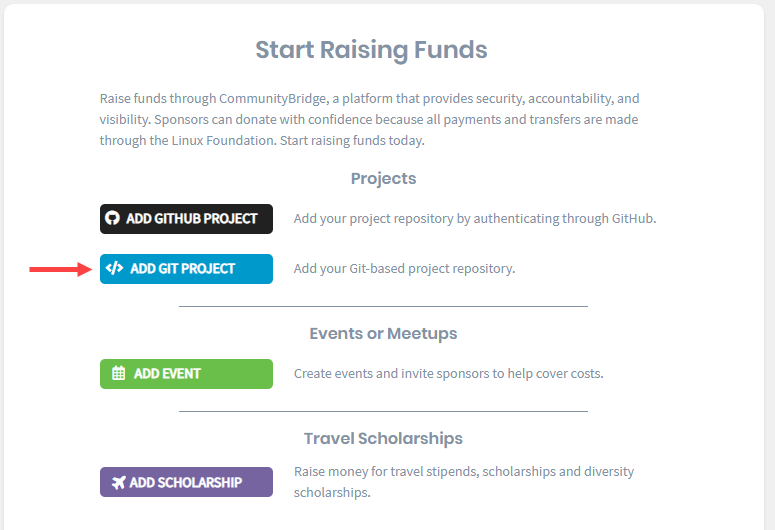 Start Raising Funds
Raise funds through CommunityBridge, a platform that provides security, accountability, and
visibility. Sponsors can donate with confidence because all payments and transfers are made
through the Linux Foundation. Start raising funds today.
Projects
ADD GITHUB PROJECT Add your project repository by authenticating through GitHub.
ADD GIT PROJECT Add your Git-based project repository.
Events or Meetups
ADD EVENT Create events and invite sponsors to help cover costs.
Travel Scholarships
ADD SCHOLARSHIP Raise money for travel stipends, scholarships and diversity
scholarships.